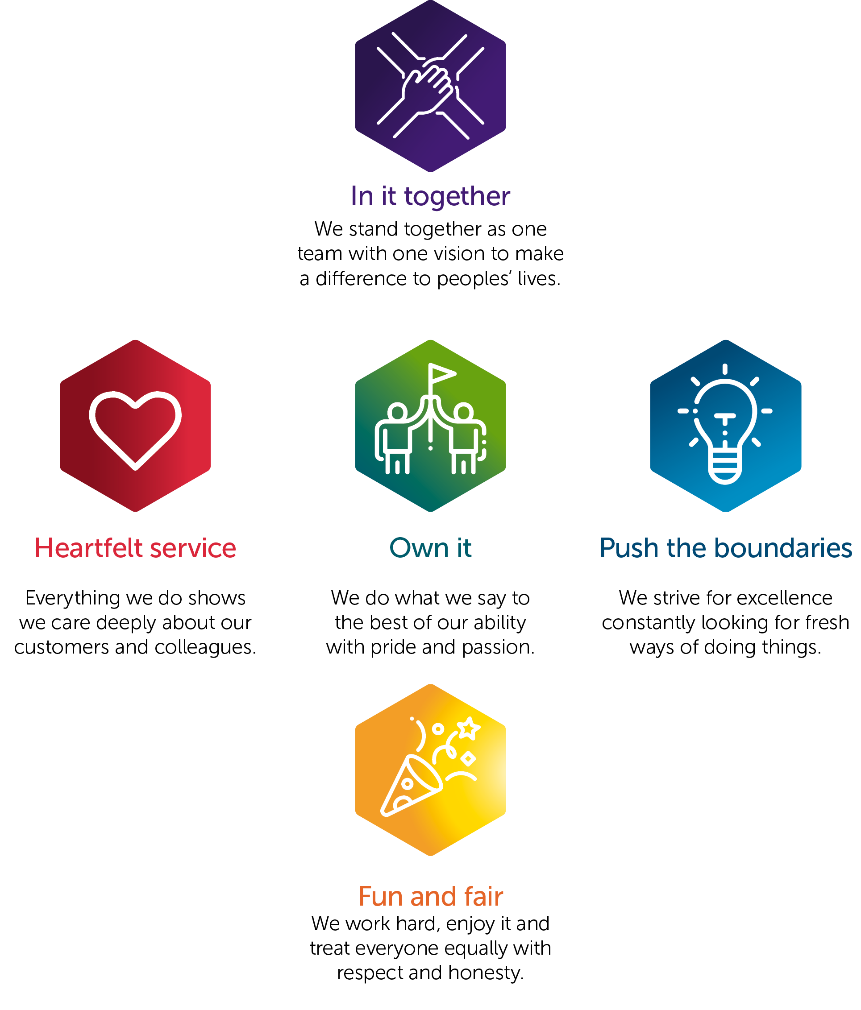 In it together
We stand together as one
team with one vision to make
a difference to peoples’ lives.
Heartfelt service
Everything we do shows
we care deeply about our
customers and colleagues.
Own it
We do what we say to
the best of our ability
with pride and passion.
Push the boundaries
We strive for excellence
constantly looking for fresh
ways of doing things.
Fun and fair
We work hard, enjoy it and
treat everyone equally with
respect and honesty.